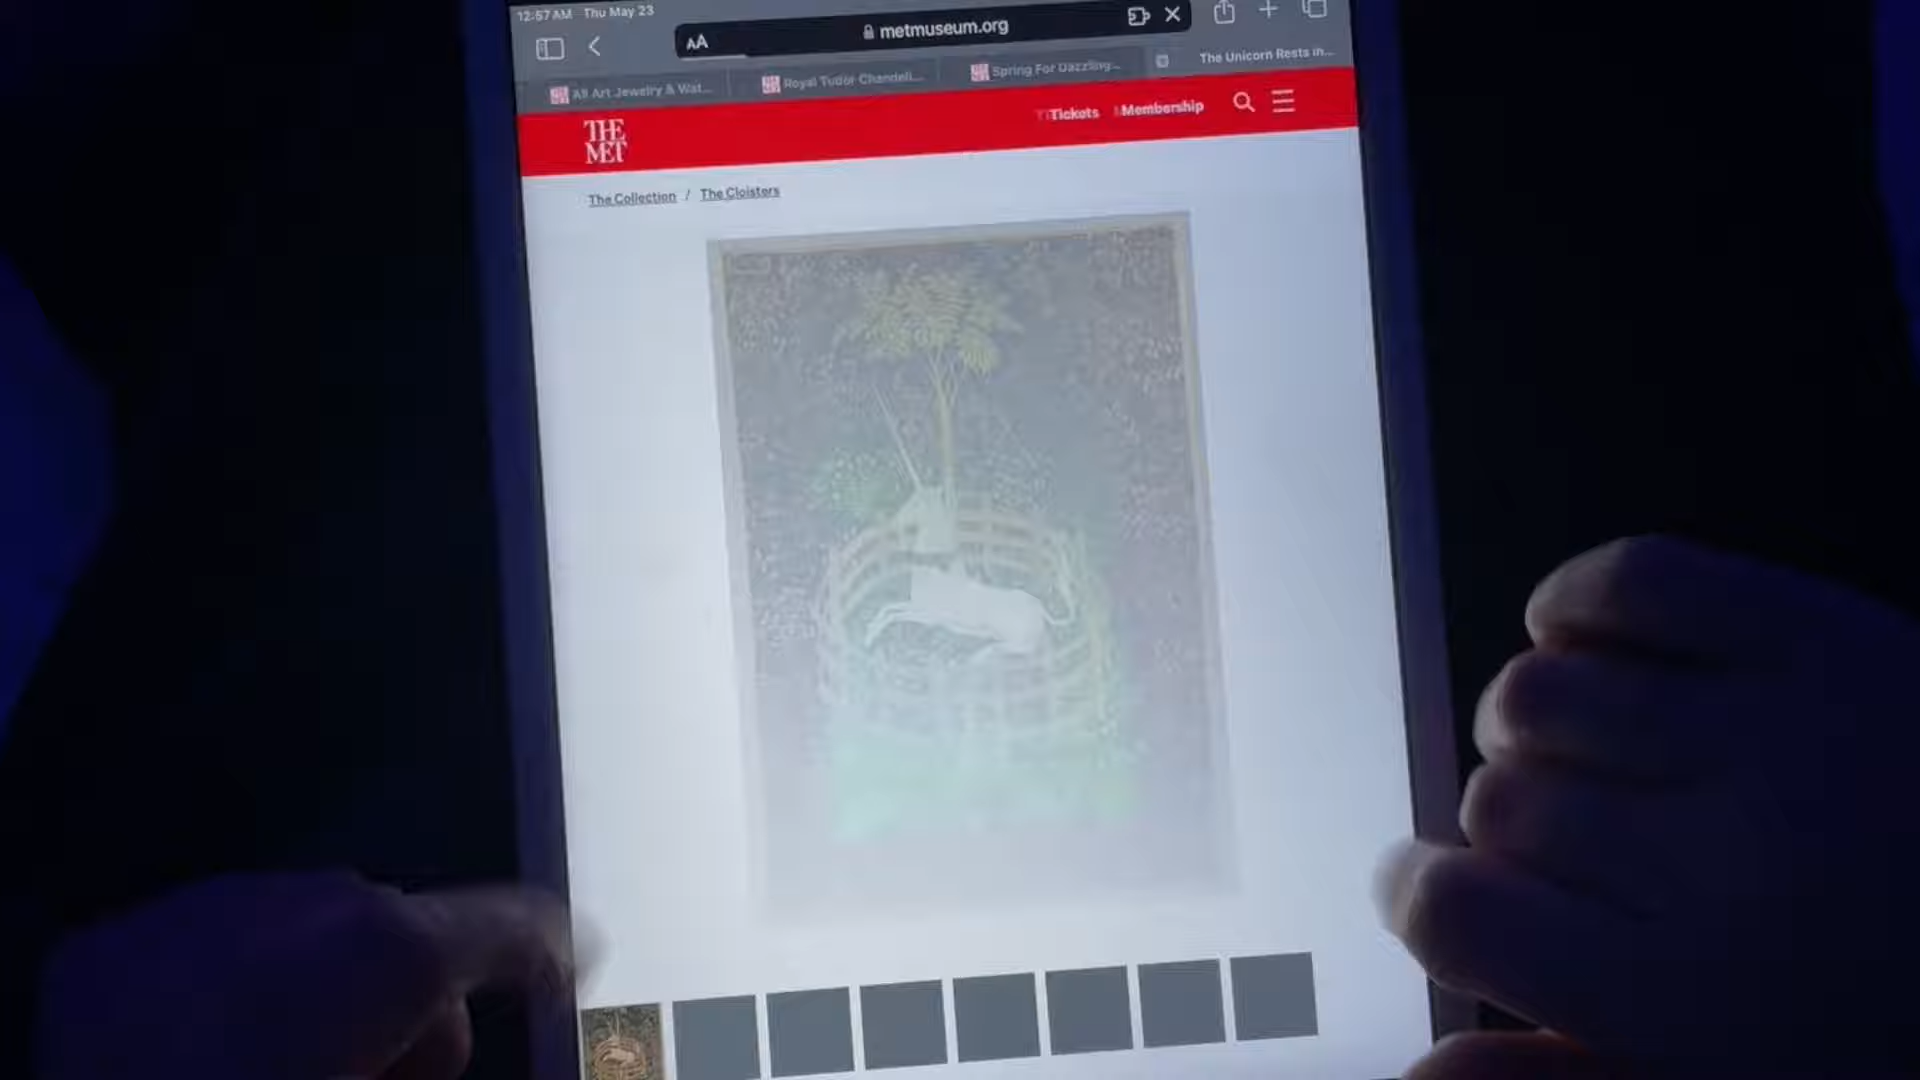 12:57 AM Thu May 23
AA metmuseum.org
All Art Jewelry & Wat...
Royal Tudor Chandeli...
Spring For Dazzling...
The Unicorn Rests in...
THE MET
Tickets Membership
The Collection / The Cloisters